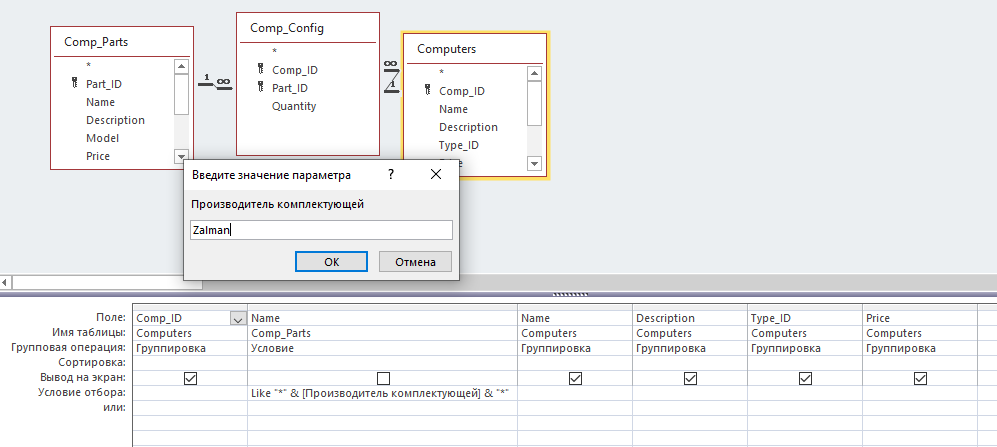 Comp_Parts
*
Part_ID
Name
Description
Model
Price
1 ∞
Comp_Config
*
Comp_ID
Part_ID
Quantity
∞
1
Computers
*
Comp_ID
Name
Description
Type_ID
Введите значение параметра ? ×
Производитель комплектующей
Zalman
ОК Отмена
Поле: Comp_ID Name Name Description Type_ID Price
Имя таблицы: Computers Comp_Parts Computers Computers Computers Computers
Групповая операция: Группировка Условие Группировка Группировка Группировка Группировка
Сортировка:
Вывод на экран:
Условие отбора: Like "*" & [Производитель комплектующей] & "*"
или: